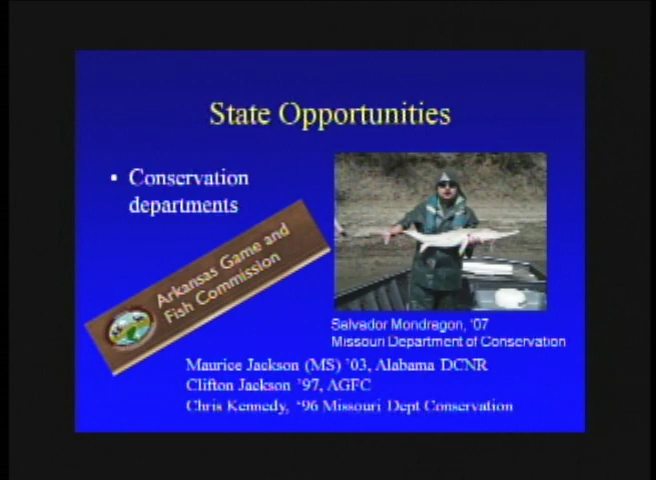 State Opportunities
• Conservation
departments
Arkansas Game and
Fish Commission
Salvador Mondragon, '07
Missouri Department of Conservation
Maurice Jackson (MS) '03, Alabama DCNR
Clifton Jackson '97, AGFC
Chris Kennedy, '96 Missouri Dept Conservation